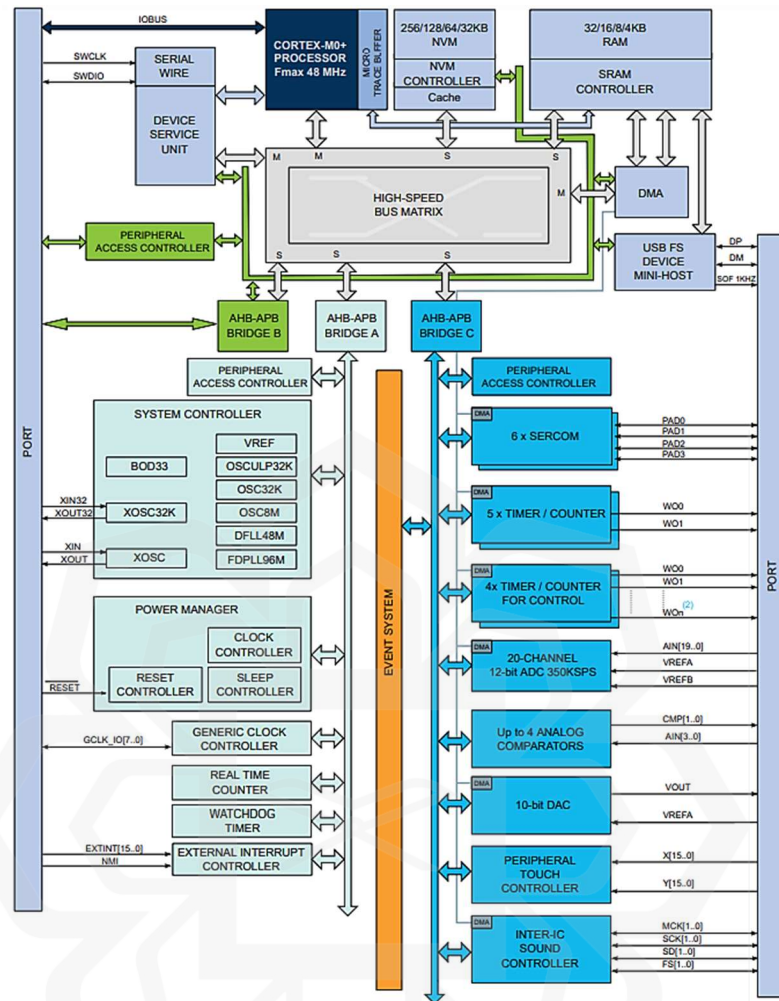 IOBUS
SWCLK
SWDIO
SERIAL
WIRE
DEVICE
SERVICE
UNIT
CORTEX-M0+
PROCESSOR
Fmax 48 MHz
MICRO
TRACE BUFFER
256/128/64/32KB
NVM
NVM
CONTROLLER
Cache
32/16/8/4KB
RAM
SRAM
CONTROLLER
M
M
S
S
HIGH-SPEED
BUS MATRIX
M
S
S
S
DMA
PERIPHERAL
ACCESS CONTROLLER
USB FS
DEVICE
MINI-HOST
DP
DM
SOF 1KHZ
AHB-APB
BRIDGE B
AHB-APB
BRIDGE A
AHB-APB
BRIDGE C
PORT
PERIPHERAL
ACCESS CONTROLLER
SYSTEM CONTROLLER
VREF
BOD33
OSCULP32K
OSC32K
XIN32
XOUT32
XOSC32K
OSC8M
DFLL48M
XIN
XOUT
XOSC
FDPLL96M
POWER MANAGER
CLOCK
CONTROLLER
RESET
RESET
CONTROLLER
SLEEP
CONTROLLER
GCLK_IO[7..0]
GENERIC CLOCK
CONTROLLER
REAL TIME
COUNTER
WATCHDOG
TIMER
EXTINT[15..0]
NMI
EXTERNAL INTERRUPT
CONTROLLER
EVENT SYSTEM
PERIPHERAL
ACCESS CONTROLLER
DMA
6 x SERCOM
PAD0
PAD1
PAD2
PAD3
DMA
5 x TIMER / COUNTER
WO0
WO1
DMA
4x TIMER / COUNTER
FOR CONTROL
WO0
WO1
(2)
WOn
DMA
20-CHANNEL
12-bit ADC 350KSPS
AIN[19..0]
VREFA
VREFB
Up to 4 ANALOG
COMPARATORS
CMP[1..0]
AIN[3..0]
DMA
10-bit DAC
VOUT
VREFA
PERIPHERAL
TOUCH
CONTROLLER
X[15..0]
Y[15..0]
DMA
INTER-IC
SOUND
CONTROLLER
MCK[1..0]
SCK[1..0]
SD[1..0]
FS[1..0]
PORT